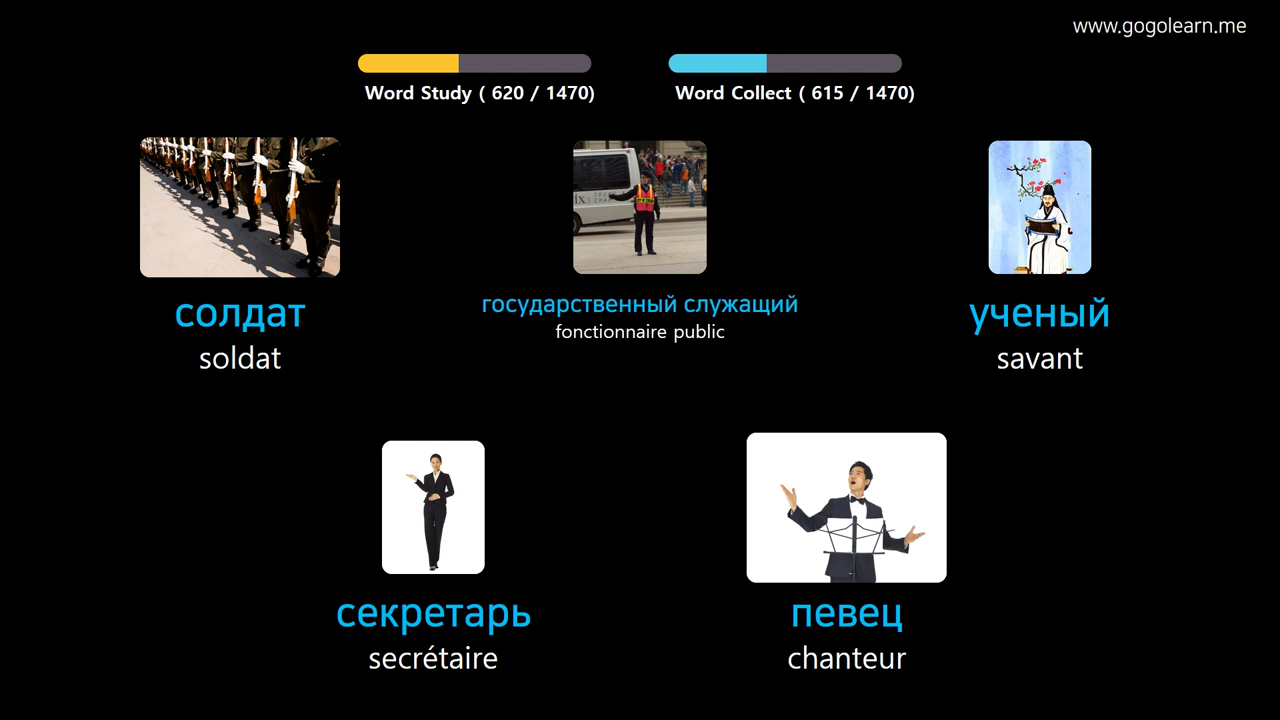 www.gogolearn.me
Word Study ( 620 / 1470)
Word Collect ( 615 / 1470)
солдат
soldat
государственный служащий
fonctionnaire public
ученый
savant
секретарь
secrétaire
певец
chanteur